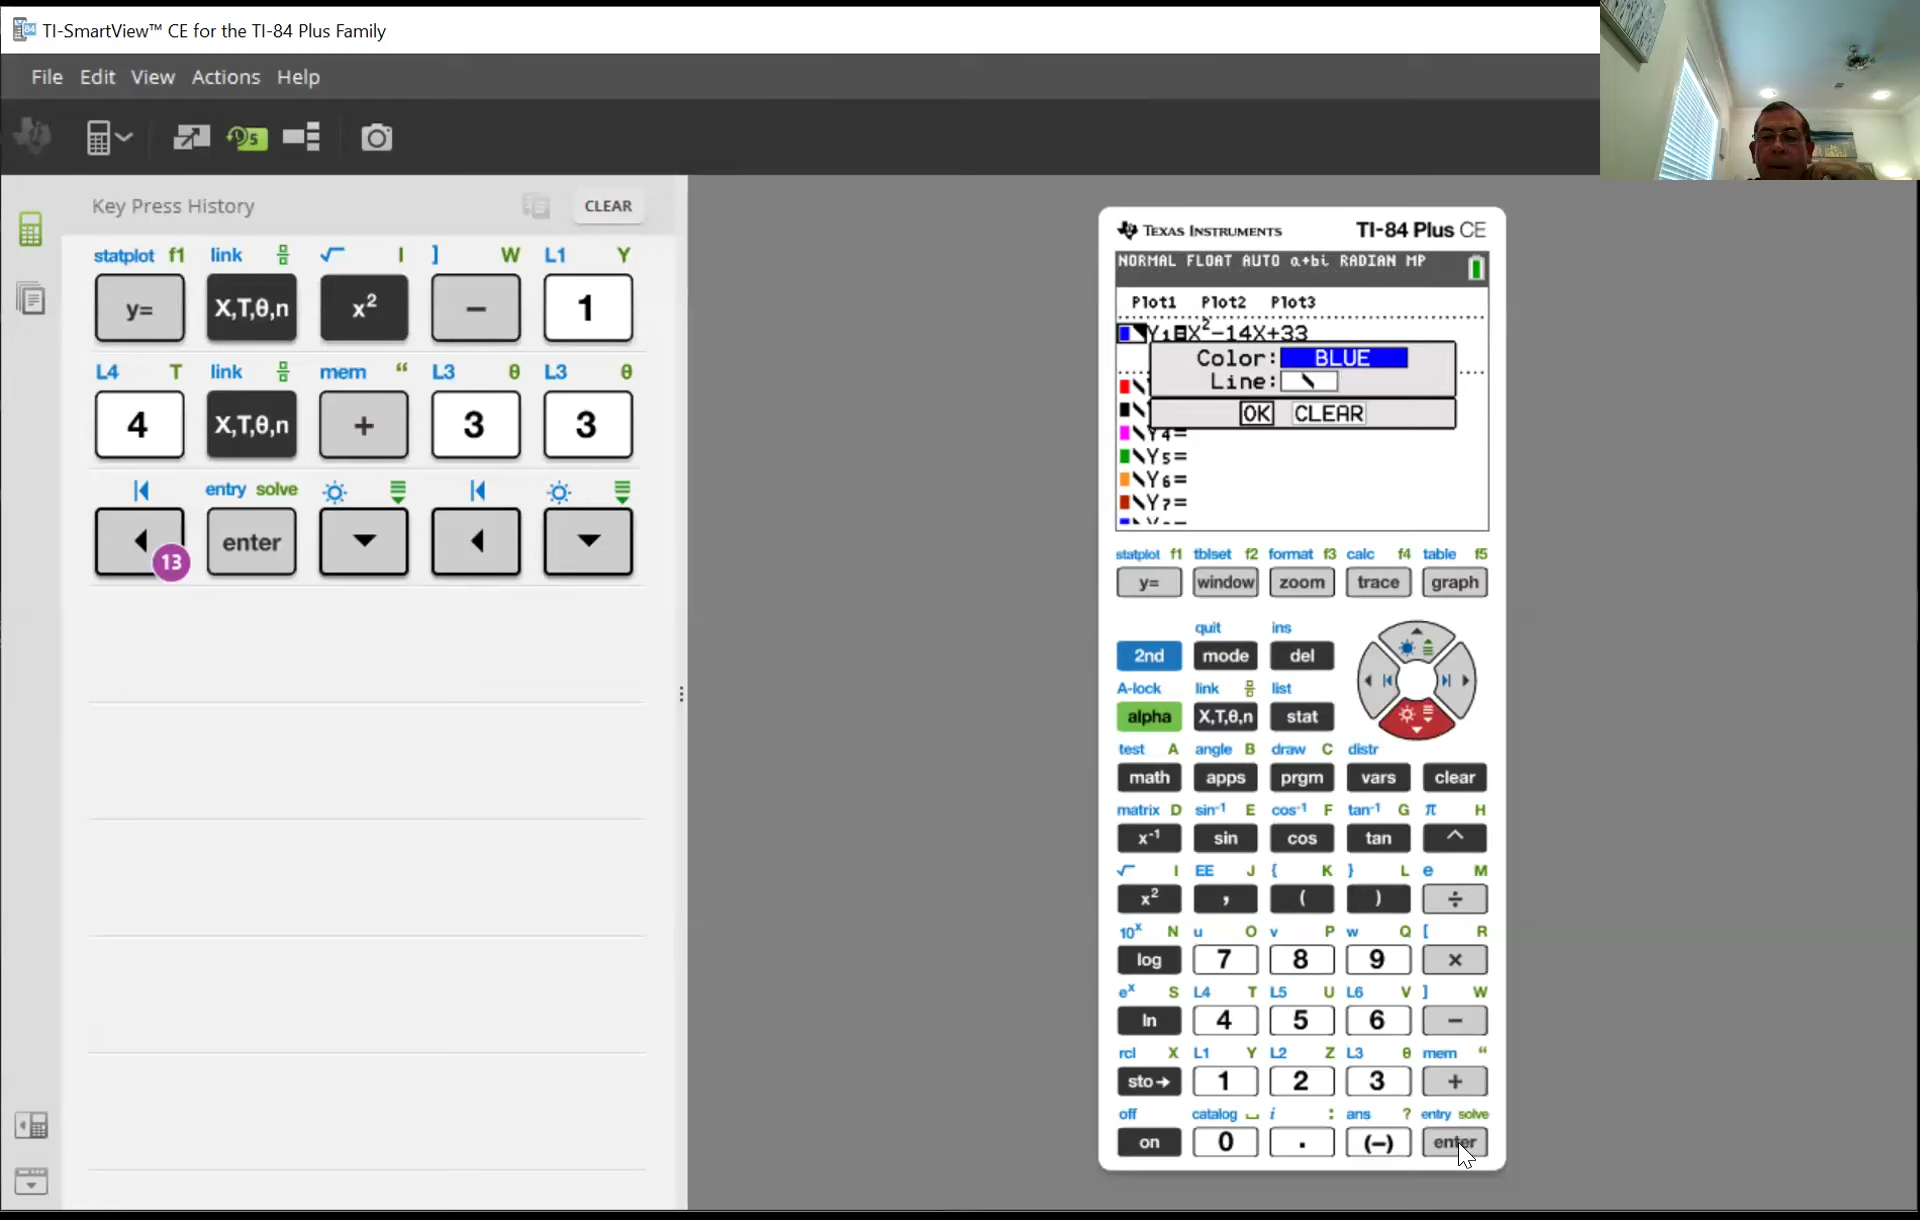 TI-SmartView™ CE for the TI-84 Plus Family
File Edit View Actions Help
5
Key Press History CLEAR
statplot f1 link √ I ] W L1 Y
y= X,T,θ,n x² − 1
L4 T link mem “ L3 θ L3 θ
4 X,T,θ,n + 3 3
entry solve
13 enter
TEXAS INSTRUMENTS TI-84 Plus CE
NORMAL FLOAT AUTO a+bi RADIAN MP
Plot1 Plot2 Plot3
Y₁=X²-14X+33
Color: BLUE
Line:
OK CLEAR
Y₄=
Y₅=
Y₆=
Y₇=
statplot f1 tblset f2 format f3 calc f4 table f5
y= window zoom trace graph
quit ins
2nd mode del
A-lock link list
alpha X,T,θ,n stat
test A angle B draw C distr
math apps prgm vars clear
matrix D sin⁻¹ E cos⁻¹ F tan⁻¹ G π H
x⁻¹ sin cos tan ^
√ I EE J { K } L e M
x² , ( ) ÷
10ˣ N u O v P w Q [ R
log 7 8 9 ×
eˣ S L4 T L5 U L6 V ] W
ln 4 5 6 −
rcl X L1 Y L2 Z L3 θ mem “
sto→ 1 2 3 +
off catalog ⎵ i : ans ? entry solve
on 0 . (−) enter